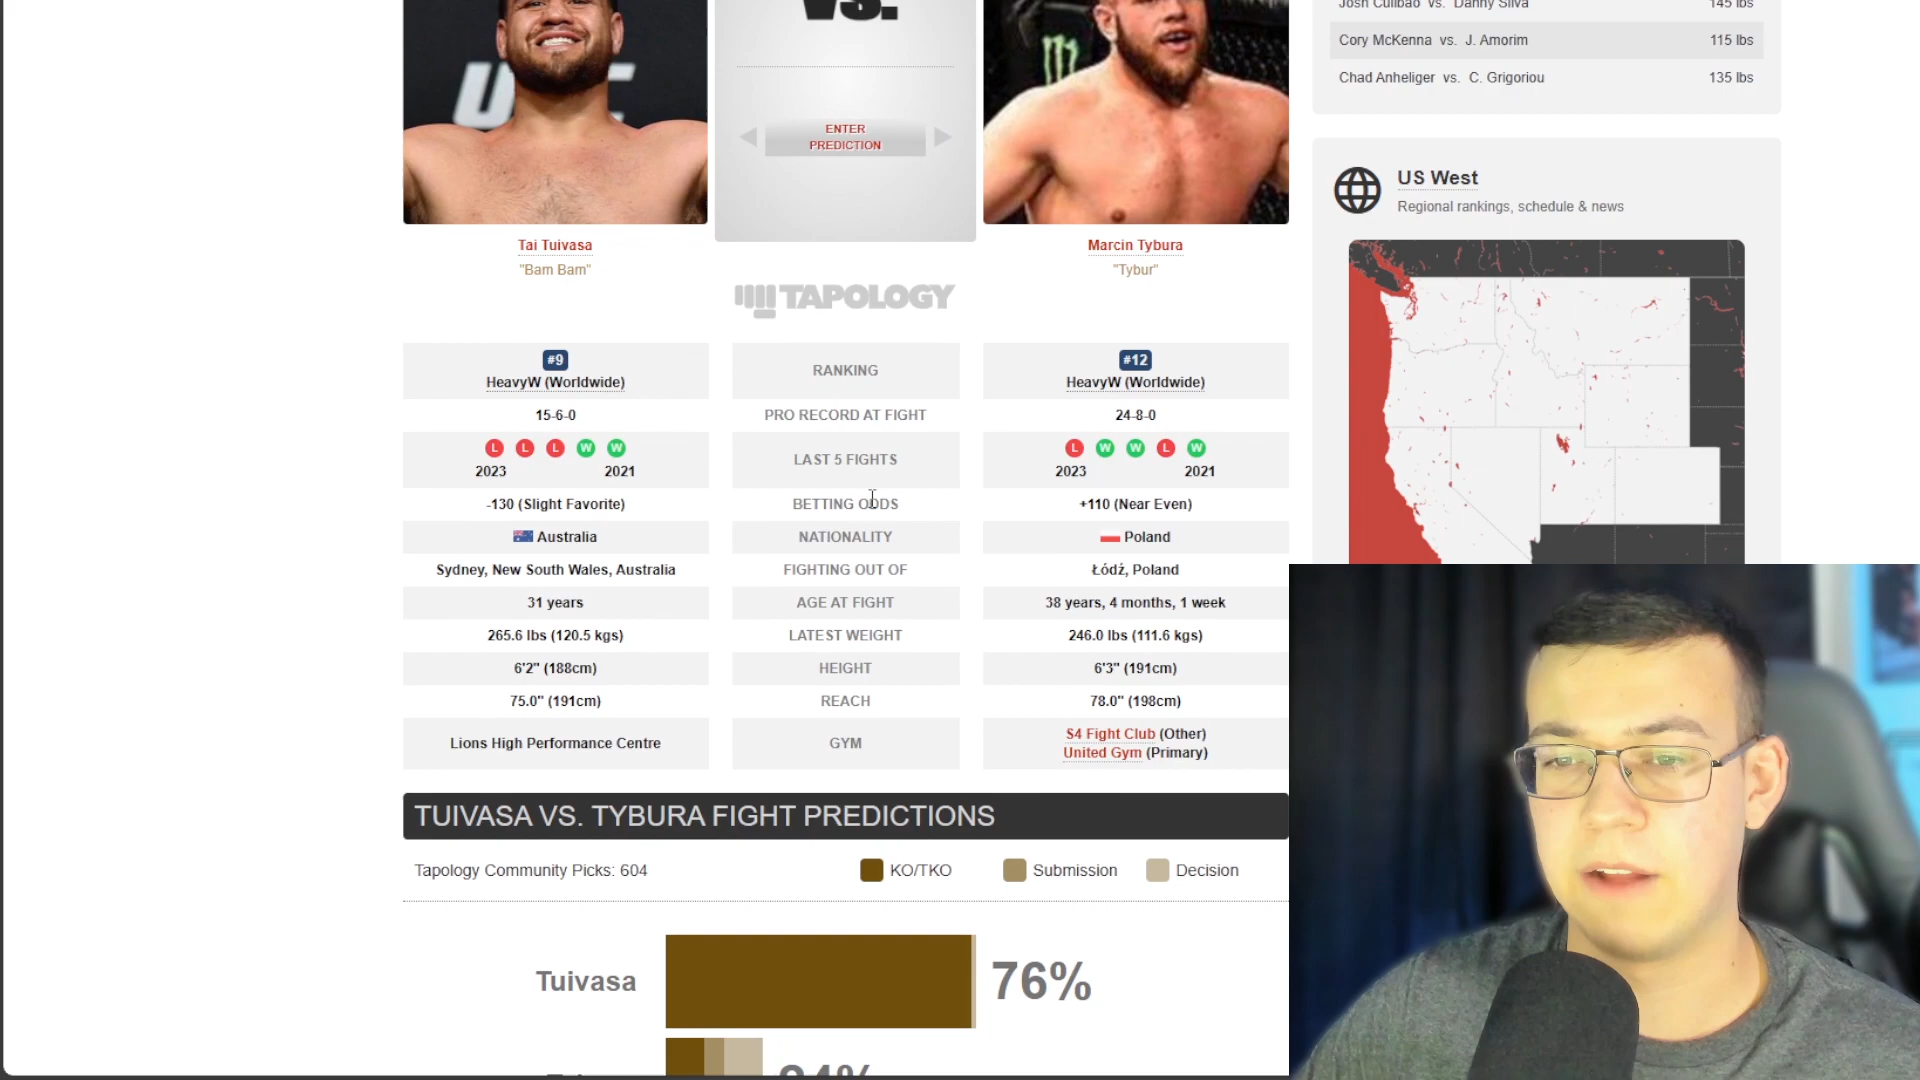 VS.
Josh Culibao vs. Danny Silva 145 lbs
Cory McKenna vs. J. Amorim 115 lbs
Chad Anheliger vs. C. Grigoriou 135 lbs
ENTER
PREDICTION
US West
Regional rankings, schedule & news
Tai Tuivasa
"Bam Bam"
Marcin Tybura
"Tybur"
TAPOLOGY
#9 RANKING #12
HeavyW (Worldwide) HeavyW (Worldwide)
15-6-0 PRO RECORD AT FIGHT 24-8-0
L L L W W LAST 5 FIGHTS L W W L W
2023 2021 2023 2021
-130 (Slight Favorite) BETTING ODDS +110 (Near Even)
Australia NATIONALITY Poland
Sydney, New South Wales, Australia FIGHTING OUT OF Łódź, Poland
31 years AGE AT FIGHT 38 years, 4 months, 1 week
265.6 lbs (120.5 kgs) LATEST WEIGHT 246.0 lbs (111.6 kgs)
6'2" (188cm) HEIGHT 6'3" (191cm)
75.0" (191cm) REACH 78.0" (198cm)
Lions High Performance Centre GYM S4 Fight Club (Other)
United Gym (Primary)
TUIVASA VS. TYBURA FIGHT PREDICTIONS
Tapology Community Picks: 604 KO/TKO Submission Decision
Tuivasa 76%